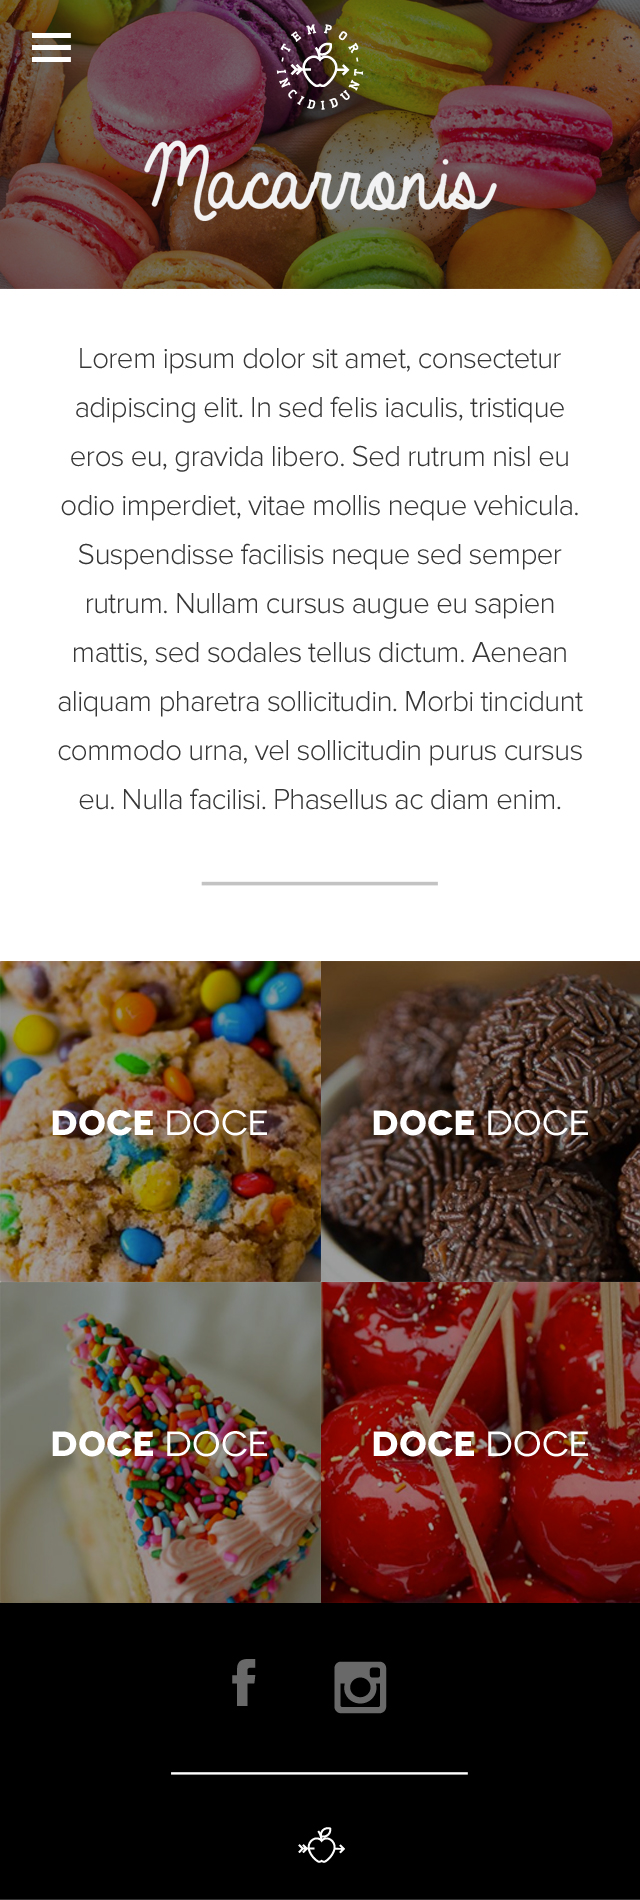 TEMPOR
INCIDIDUNT
Macarronis
Lorem ipsum dolor sit amet, consectetur
adipiscing elit. In sed felis iaculis, tristique
eros eu, gravida libero. Sed rutrum nisl eu
odio imperdiet, vitae mollis neque vehicula.
Suspendisse facilisis neque sed semper
rutrum. Nullam cursus augue eu sapien
mattis, sed sodales tellus dictum. Aenean
aliquam pharetra sollicitudin. Morbi tincidunt
commodo urna, vel sollicitudin purus cursus
eu. Nulla facilisi. Phasellus ac diam enim.
DOCE DOCE
DOCE DOCE
DOCE DOCE
DOCE DOCE